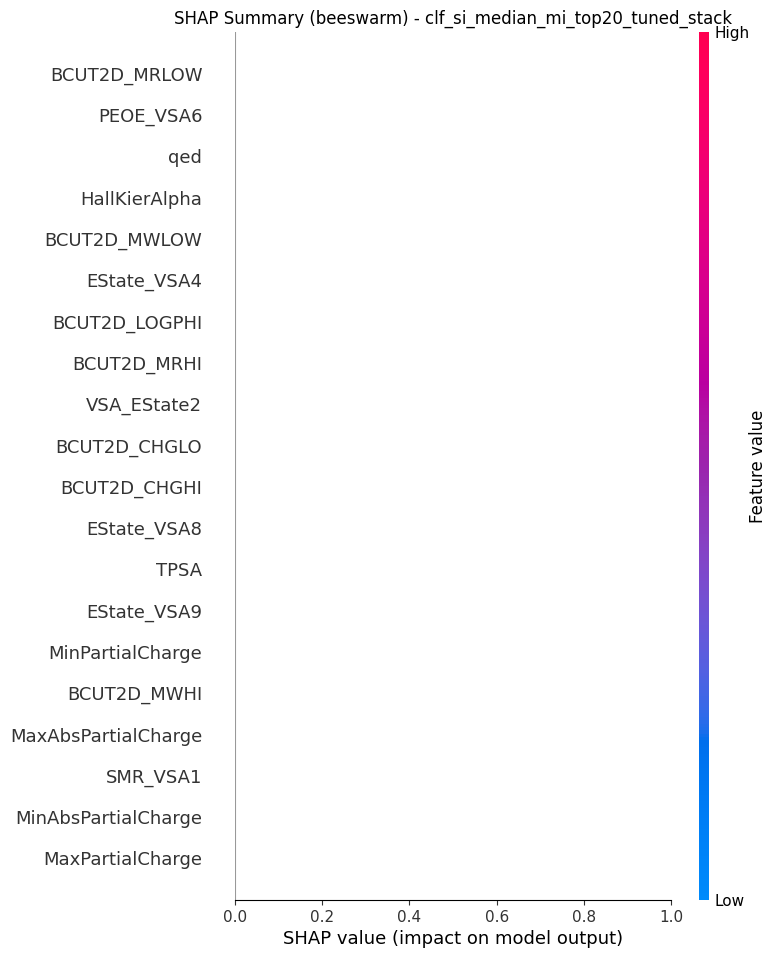 SHAP Summary (beeswarm) - clf_si_median_mi_top20_tuned_stack
High
BCUT2D_MRLOW
PEOE_VSA6
qed
HallKierAlpha
BCUT2D_MWLOW
EState_VSA4
BCUT2D_LOGPHI
BCUT2D_MRHI
VSA_EState2
BCUT2D_CHGLO
BCUT2D_CHGHI
EState_VSA8
TPSA
EState_VSA9
MinPartialCharge
BCUT2D_MWHI
MaxAbsPartialCharge
SMR_VSA1
MinAbsPartialCharge
MaxPartialCharge
Feature value
Low
0.0 0.2 0.4 0.6 0.8 1.0
SHAP value (impact on model output)